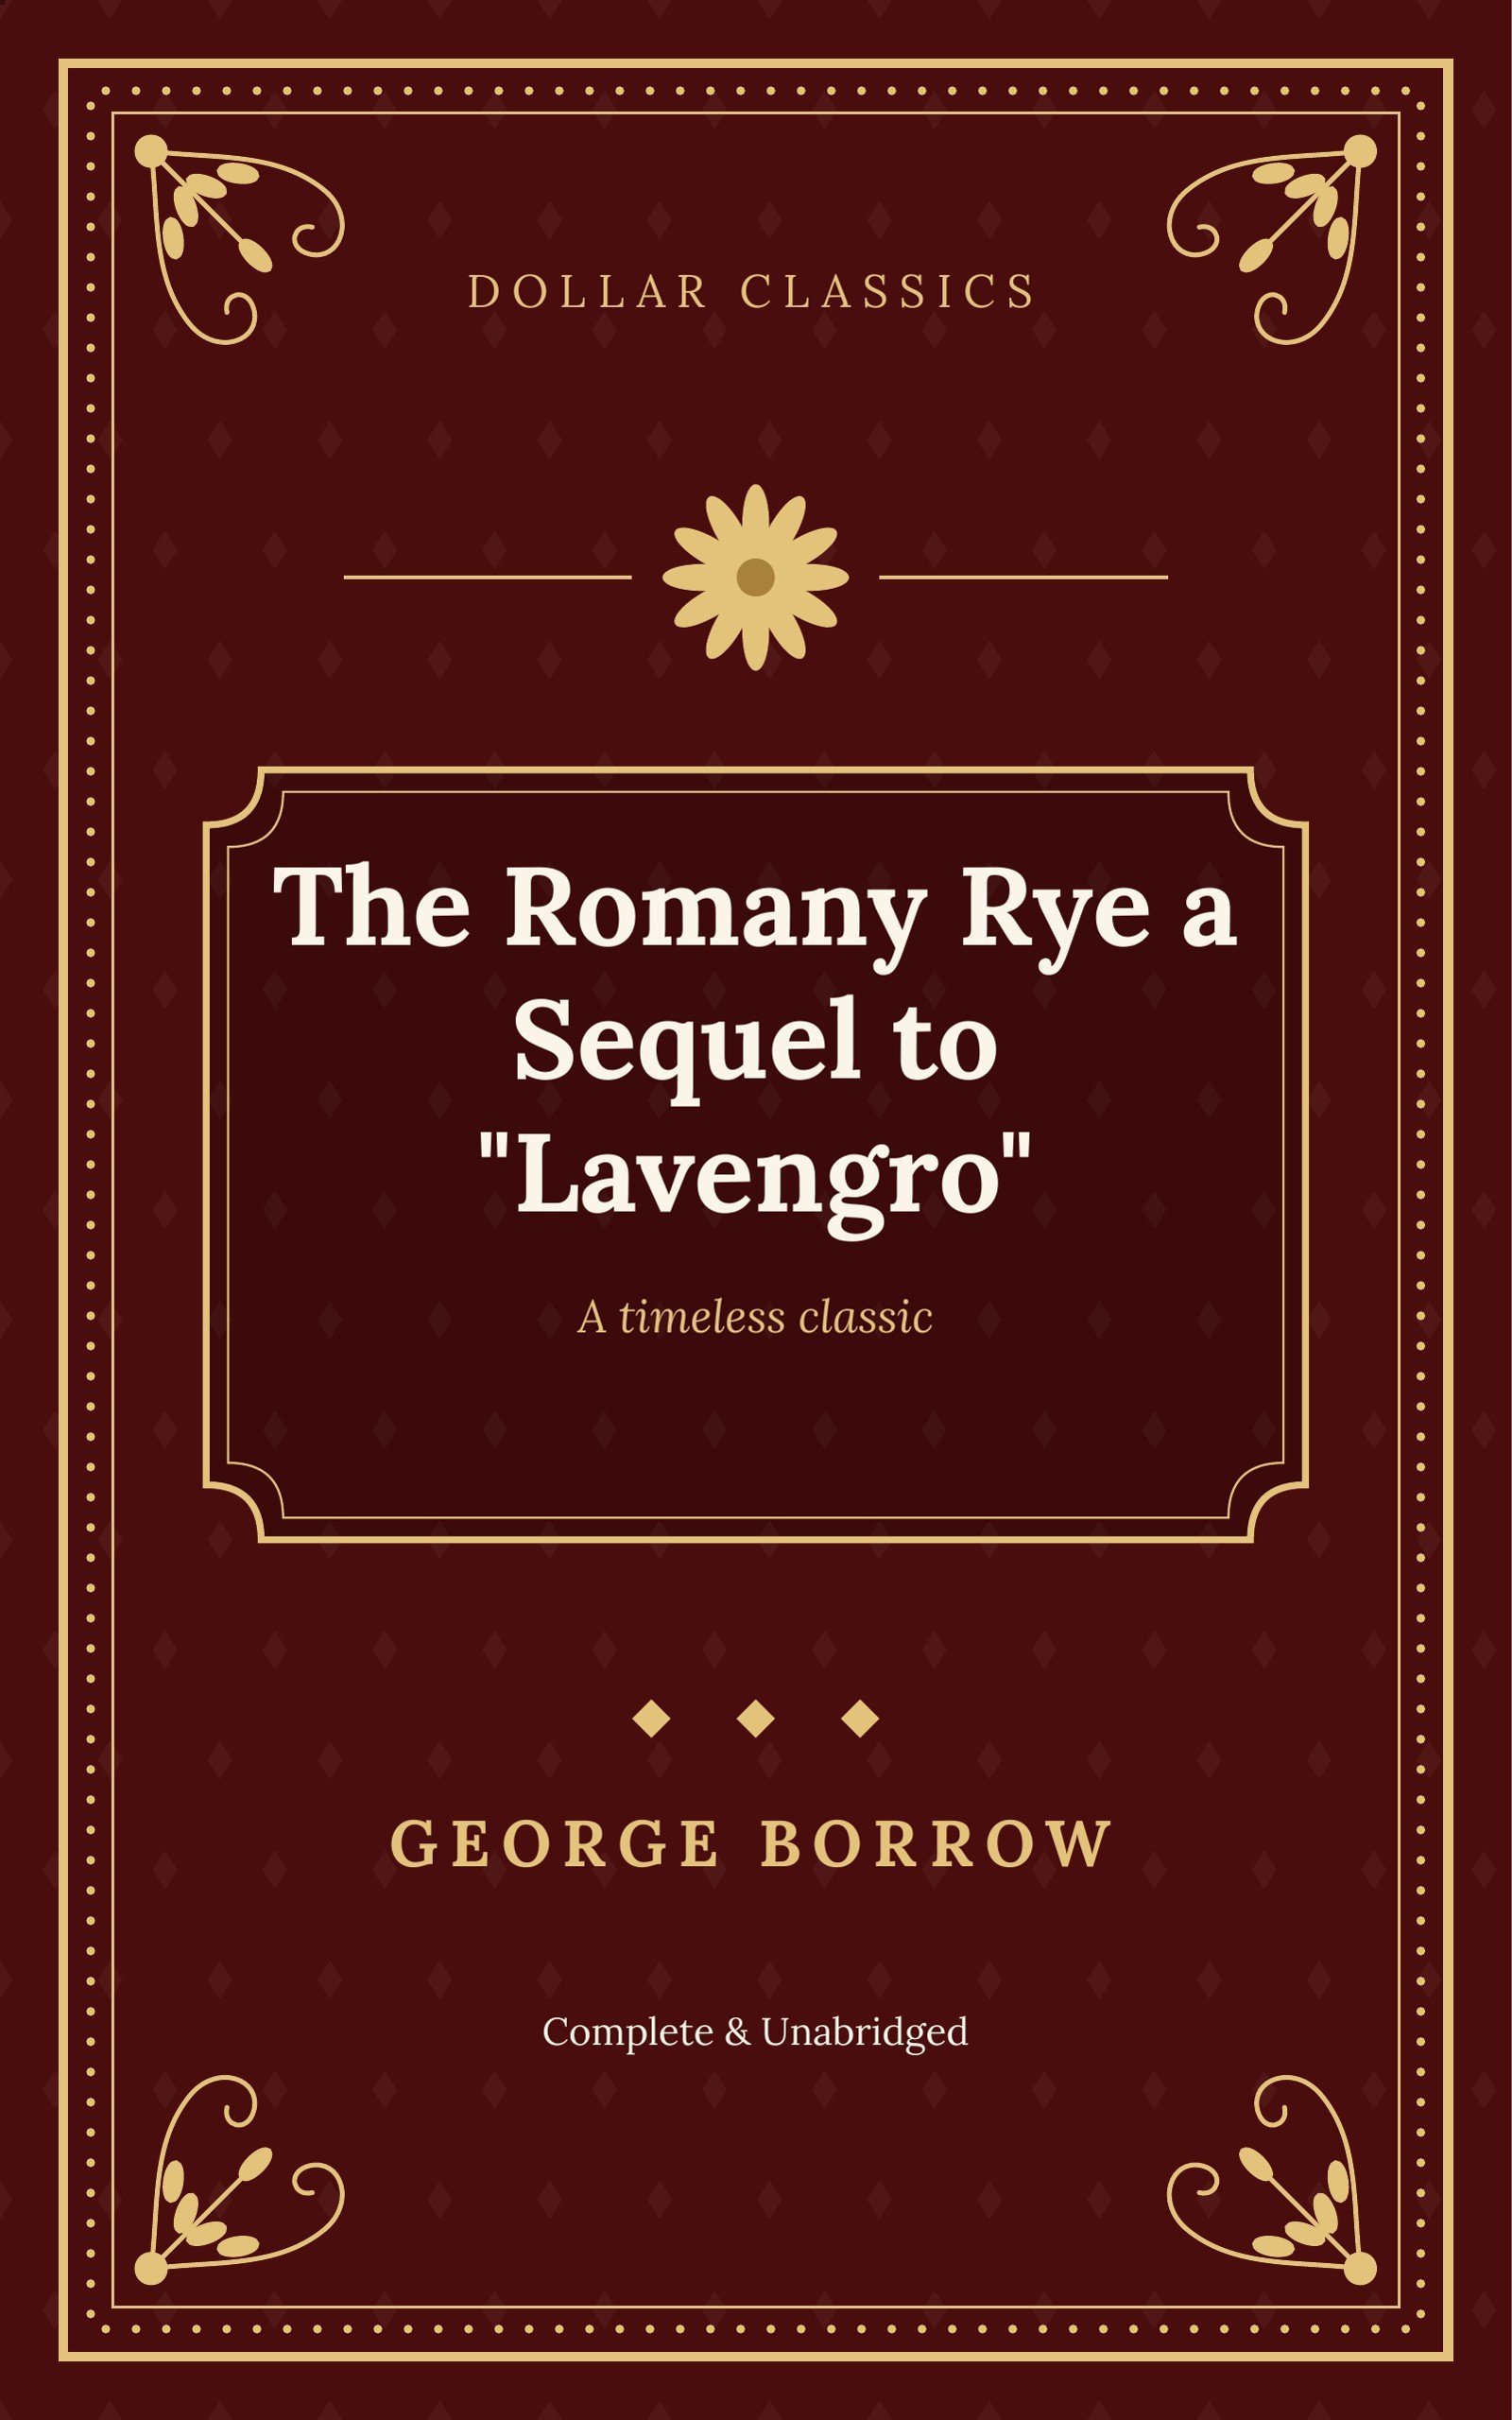 DOLLAR CLASSICS
The Romany Rye a
Sequel to
"Lavengro"
A timeless classic
GEORGE BORROW
Complete & Unabridged